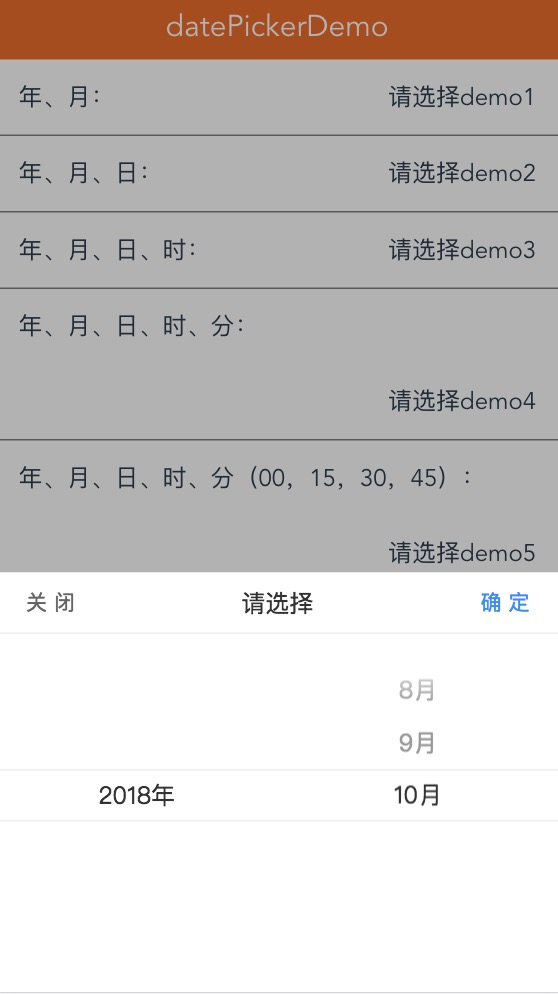 datePickerDemo
年、月：
请选择demo1
年、月、日：
请选择demo2
年、月、日、时：
请选择demo3
年、月、日、时、分：
请选择demo4
年、月、日、时、分（00，15，30，45）：
请选择demo5
关闭 请选择 确定
8月
9月
2018年 10月